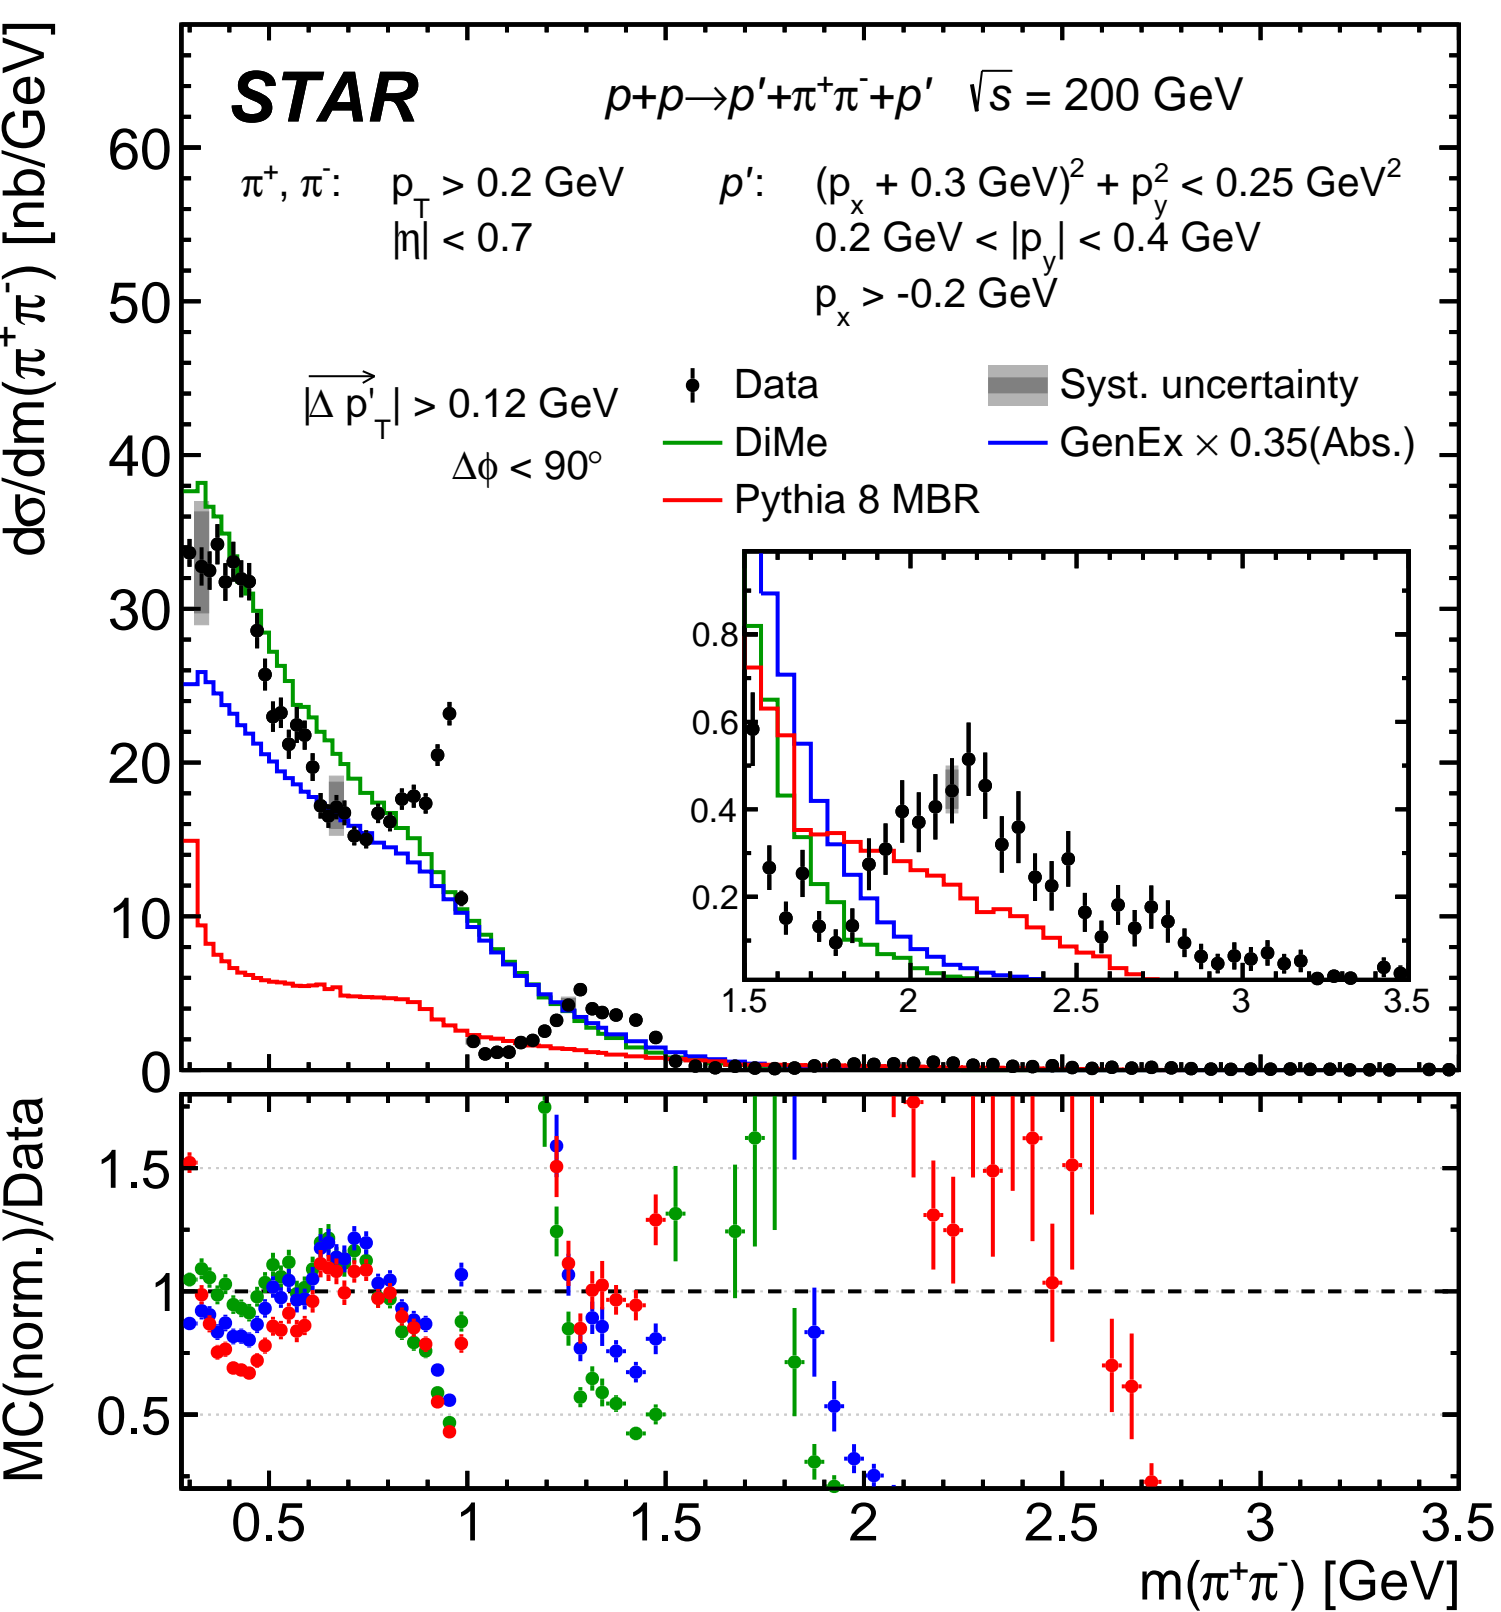 STAR p+p→p′+π⁺π⁻+p′ √s = 200 GeV
π⁺, π⁻: p_T > 0.2 GeV p′: (p_x + 0.3 GeV)² + p_y² < 0.25 GeV²
|η| < 0.7 0.2 GeV < |p_y| < 0.4 GeV
p_x > -0.2 GeV
|Δ p'_T| > 0.12 GeV
Δϕ < 90°
Data Syst. uncertainty
DiMe GenEx × 0.35(Abs.)
Pythia 8 MBR
dσ/dm(π⁺π⁻) [nb/GeV]
60
50
40
30
20
10
0
0.8
0.6
0.4
0.2
1.5 2 2.5 3 3.5
MC(norm.)/Data
1.5
1
0.5
0.5 1 1.5 2 2.5 3 3.5
m(π⁺π⁻) [GeV]